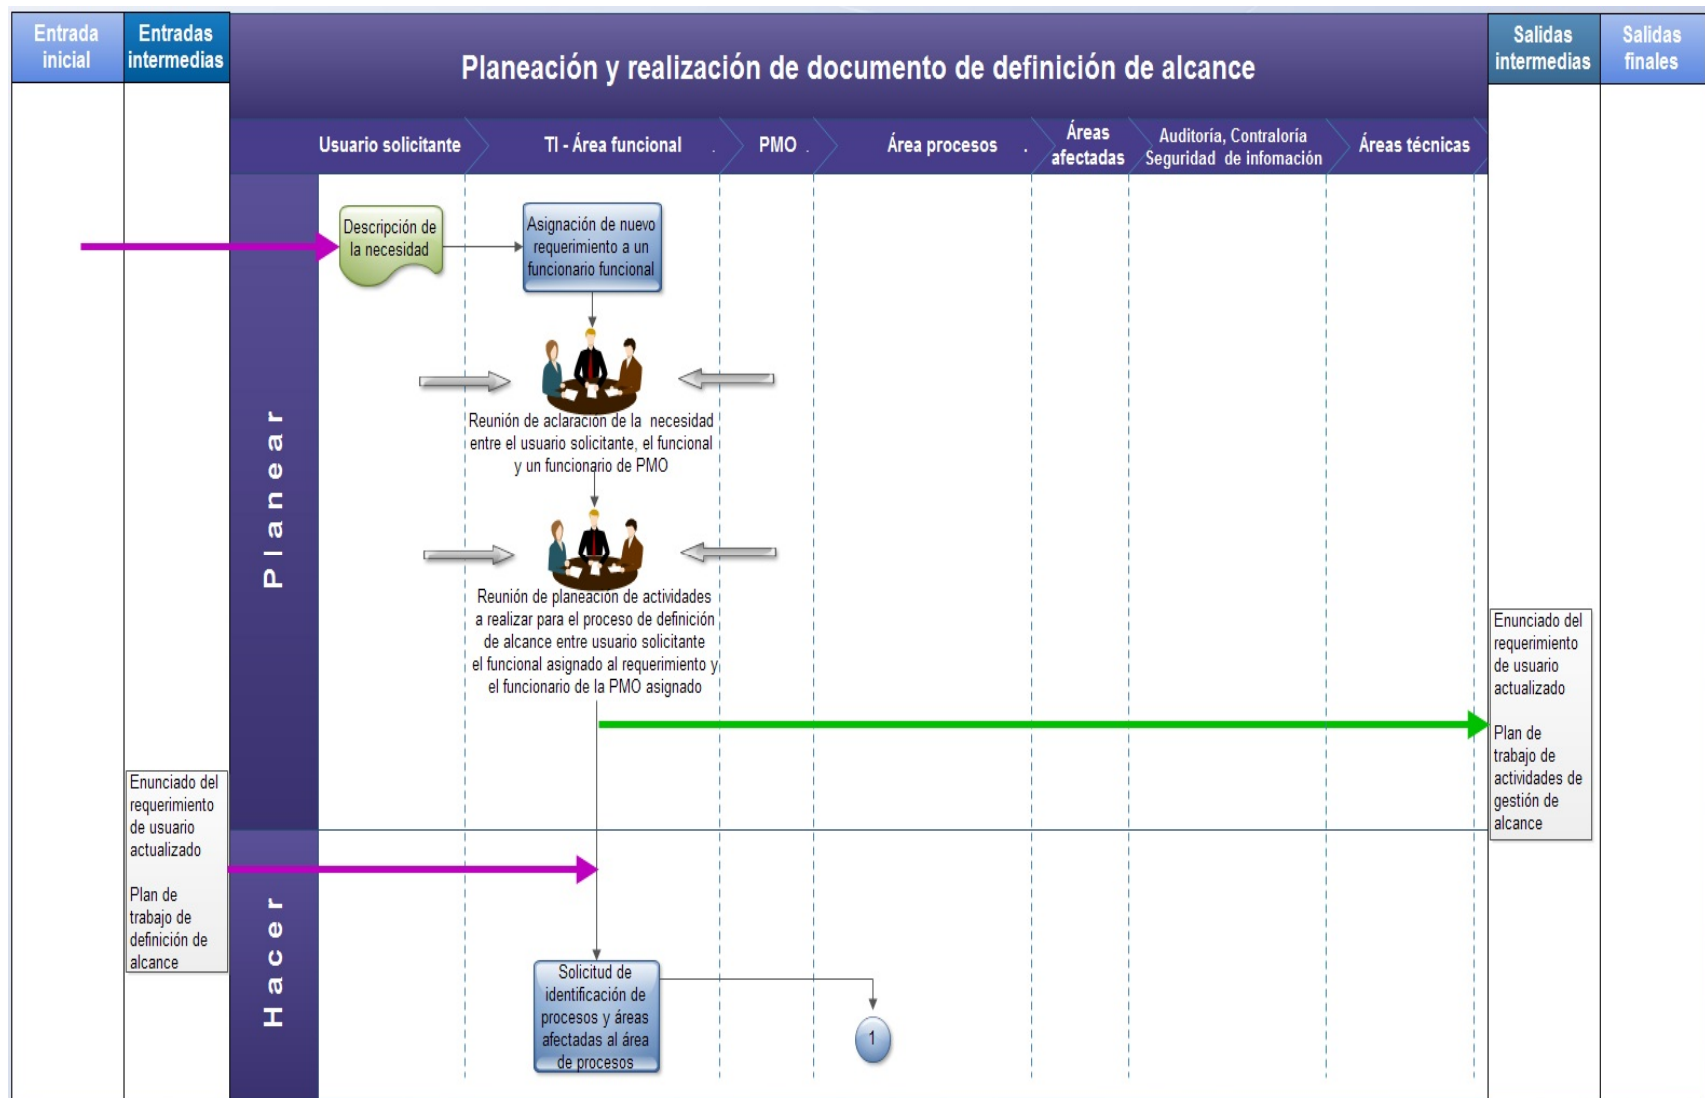 Entrada
inicial
Entradas
intermedias
Planeación y realización de documento de definición de alcance
Salidas
intermedias
Salidas
finales
Usuario solicitante
TI - Área funcional .
PMO .
Área procesos .
Áreas
afectadas
Auditoría, Contraloría
Seguridad de infomación
Áreas técnicas
Planear
Descripción de
la necesidad
Asignación de nuevo
requerimiento a un
funcionario funcional
Reunión de aclaración de la necesidad
entre el usuario solicitante, el funcional
y un funcionario de PMO
Reunión de planeación de actividades
a realizar para el proceso de definición
de alcance entre usuario solicitante
el funcional asignado al requerimiento y
el funcionario de la PMO asignado
Enunciado del
requerimiento
de usuario
actualizado
Plan de
trabajo de
actividades de
gestión de
alcance
Enunciado del
requerimiento
de usuario
actualizado
Plan de
trabajo de
definición de
alcance
Hacer
Solicitud de
identificación de
procesos y áreas
afectadas al área
de procesos
1